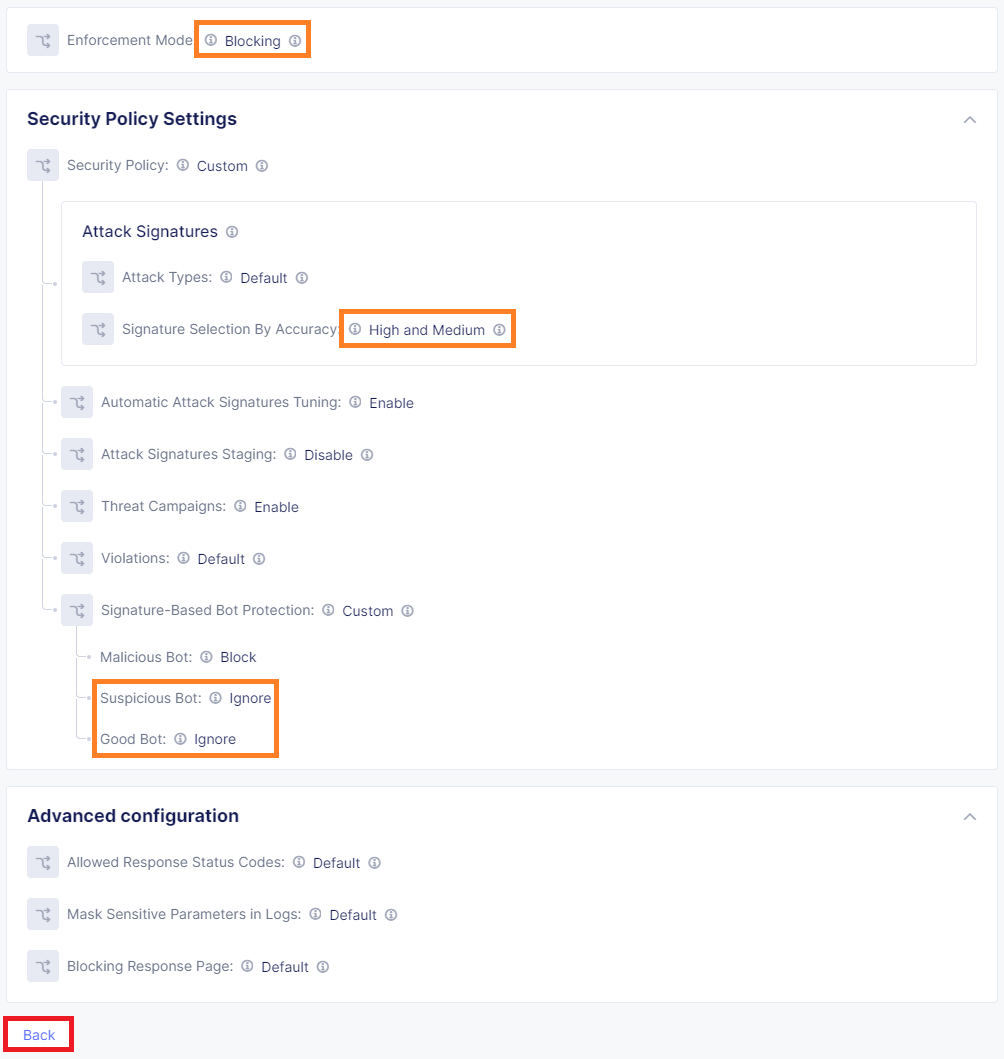 Enforcement Mode Blocking
Security Policy Settings
Security Policy: Custom
Attack Signatures
Attack Types: Default
Signature Selection By Accuracy: High and Medium
Automatic Attack Signatures Tuning: Enable
Attack Signatures Staging: Disable
Threat Campaigns: Enable
Violations: Default
Signature-Based Bot Protection: Custom
Malicious Bot: Block
Suspicious Bot: Ignore
Good Bot: Ignore
Advanced configuration
Allowed Response Status Codes: Default
Mask Sensitive Parameters in Logs: Default
Blocking Response Page: Default
Back